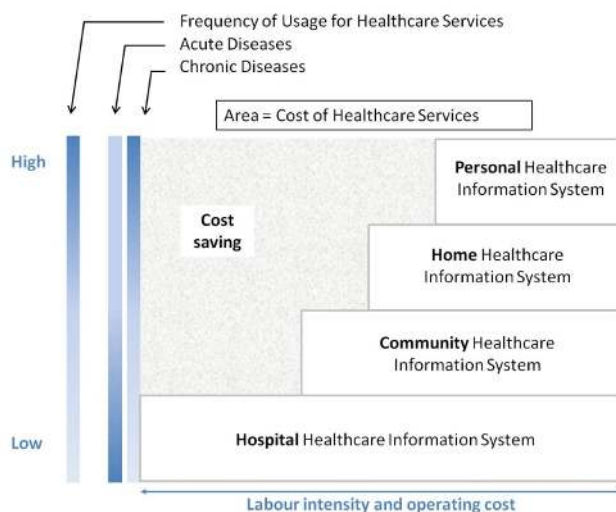 Frequency of Usage for Healthcare Services
Acute Diseases
Chronic Diseases
Area = Cost of Healthcare Services
High
Personal Healthcare
Information System
Cost
saving
Home Healthcare
Information System
Community Healthcare
Information System
Low
Hospital Healthcare Information System
Labour intensity and operating cost